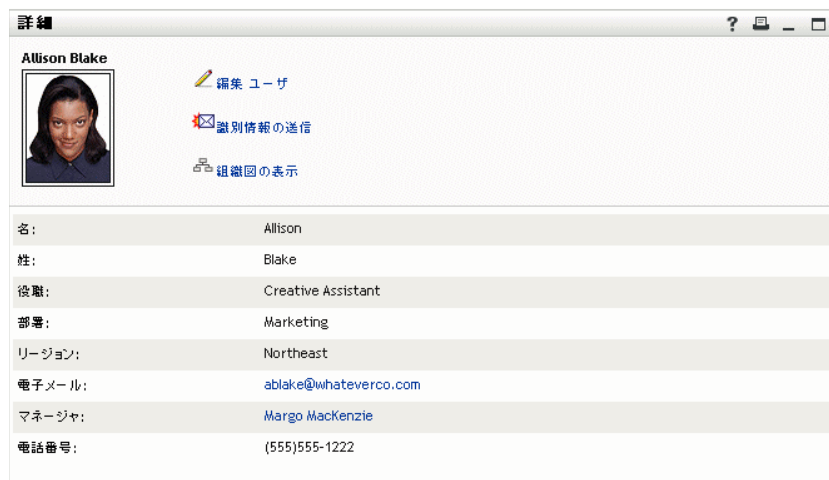 詳細 ?
Allison Blake
編集 ユーザ
識別情報の送信
組織図の表示
名: Allison
姓: Blake
役職: Creative Assistant
部署: Marketing
リージョン: Northeast
電子メール: ablake@whateverco.com
マネージャ: Margo MacKenzie
電話番号: (555)555-1222